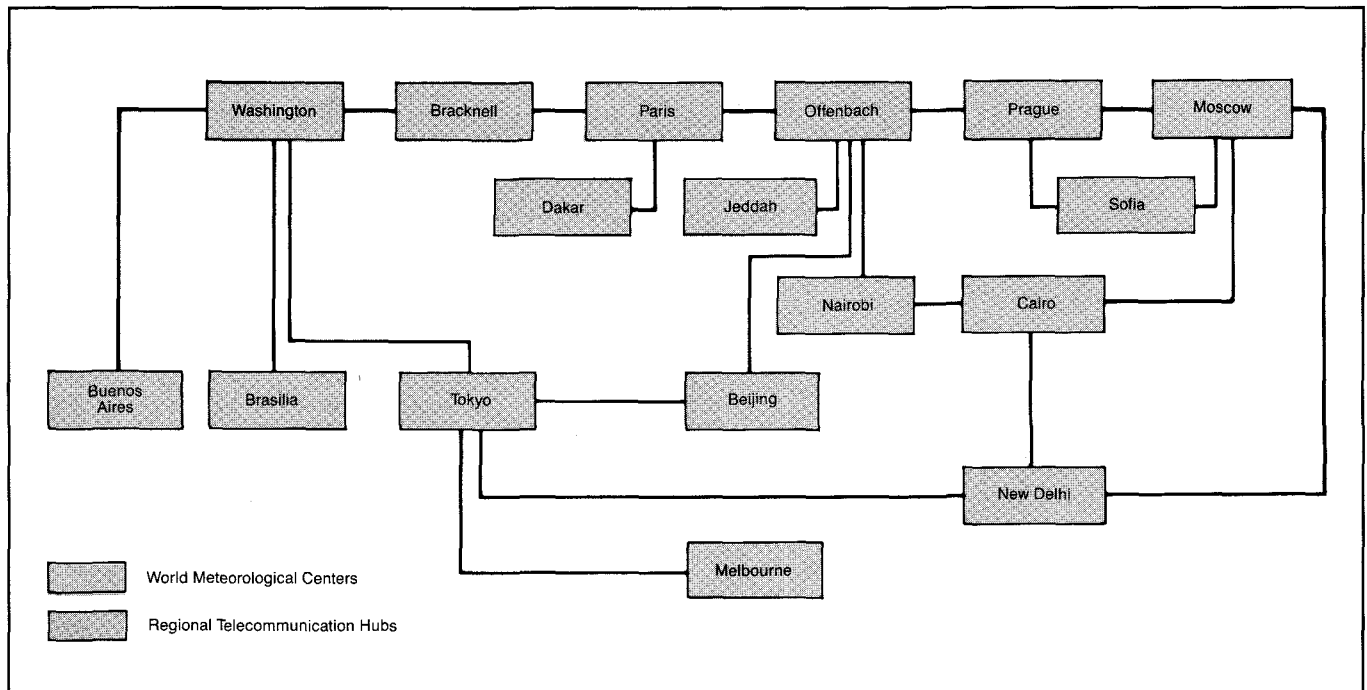 Washington
Bracknell
Paris
Offenbach
Prague
Moscow
Dakar
Jeddah
Sofia
Nairobi
Cairo
Buenos
Aires
Brasilia
Tokyo
Beijing
New Delhi
Melbourne
World Meteorological Centers
Regional Telecommunication Hubs